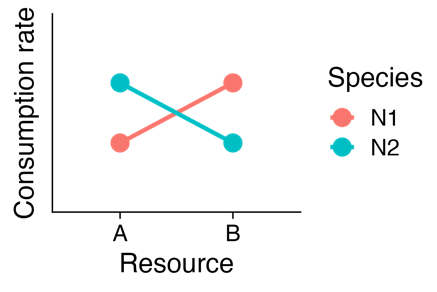 Consumption rate
A
B
Resource
Species
N1
N2